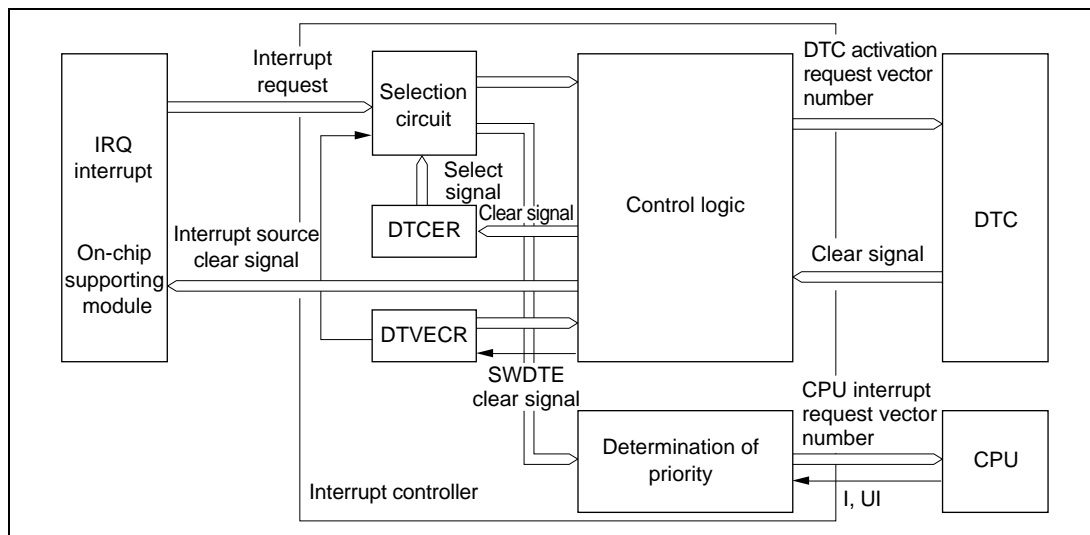 Interrupt
request
Selection
circuit
DTC activation
request vector
number
IRQ
interrupt
On-chip
supporting
module
Select
signal
DTCER
Clear signal
Control logic
DTC
Interrupt source
clear signal
Clear signal
DTVECR
SWDTE
clear signal
CPU interrupt
request vector
number
Determination of
priority
CPU
I, UI
Interrupt controller